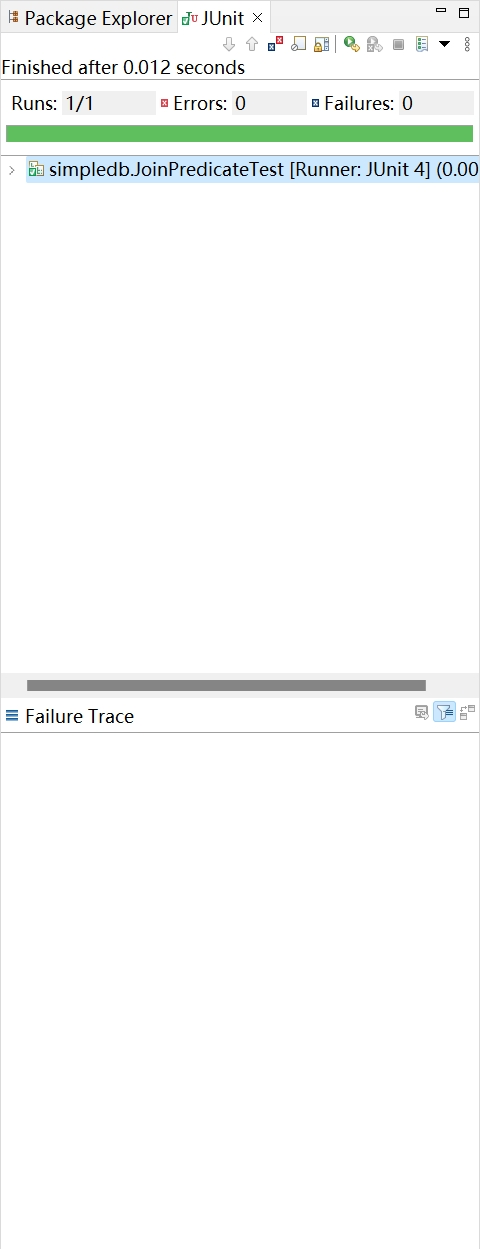 Package Explorer JUnit
Finished after 0.012 seconds
Runs: 1/1 Errors: 0 Failures: 0
simpledb.JoinPredicateTest [Runner: JUnit 4] (0.00
Failure Trace